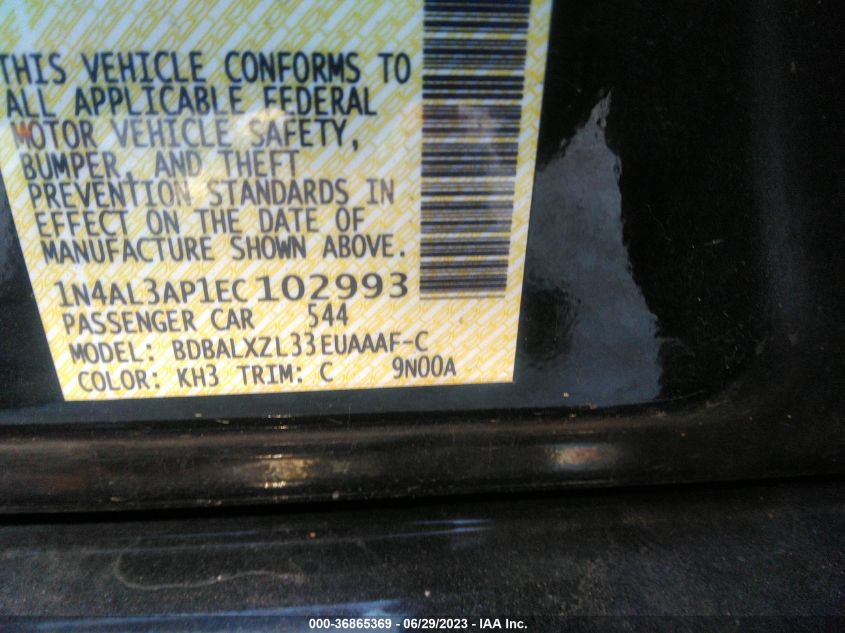 THIS VEHICLE CONFORMS TO
ALL APPLICABLE FEDERAL
MOTOR VEHICLE SAFETY,
BUMPER, AND THEFT
PREVENTION STANDARDS IN
EFFECT ON THE DATE OF
MANUFACTURE SHOWN ABOVE.
1N4AL3AP1EC102993
PASSENGER CAR 544
MODEL: BDBALXZL33EUAAAF-C
COLOR: KH3 TRIM: C 9N00A
000-36865369 - 06/29/2023 - IAA Inc.